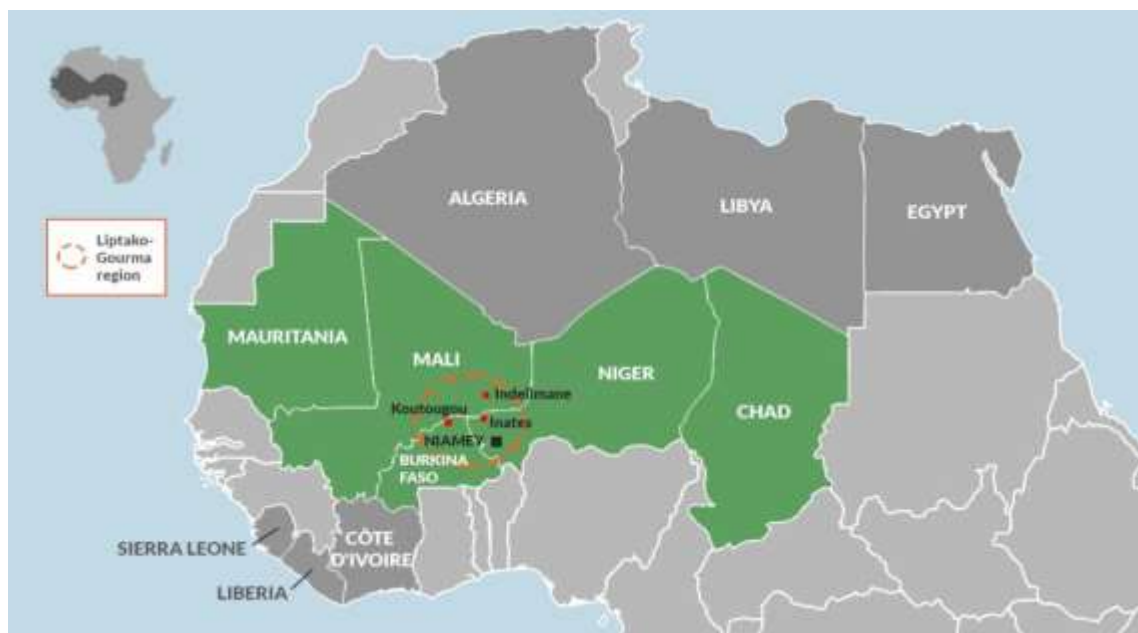 ALGERIA
LIBYA
EGYPT
Liptako-
Gourma
region
MAURITANIA
MALI
NIGER
CHAD
Indelimane
Koutougou
Inates
NIAMEY
BURKINA
FASO
SIERRA LEONE
CÔTE
D'IVOIRE
LIBERIA